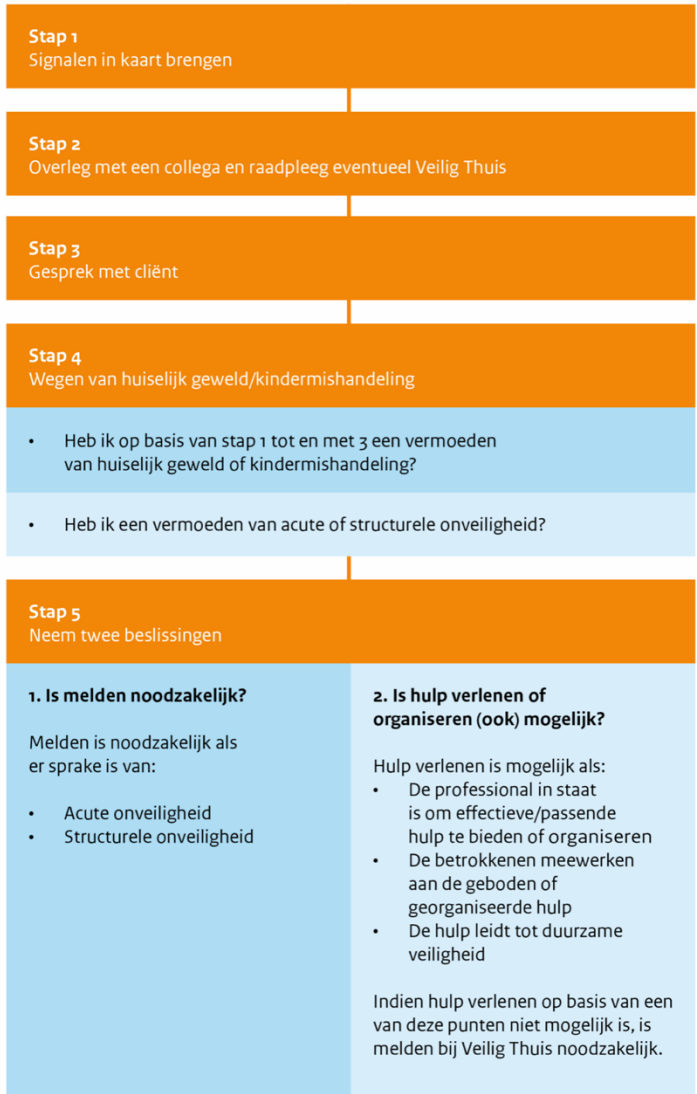 Stap 1
Signalen in kaart brengen
Stap 2
Overleg met een collega en raadpleeg eventueel Veilig Thuis
Stap 3
Gesprek met cliënt
Stap 4
Wegen van huiselijk geweld/kindermishandeling
• Heb ik op basis van stap 1 tot en met 3 een vermoeden
van huiselijk geweld of kindermishandeling?
• Heb ik een vermoeden van acute of structurele onveiligheid?
Stap 5
Neem twee beslissingen
1. Is melden noodzakelijk?
Melden is noodzakelijk als
er sprake is van:
• Acute onveiligheid
• Structurele onveiligheid
2. Is hulp verlenen of
organiseren (ook) mogelijk?
Hulp verlenen is mogelijk als:
• De professional in staat
is om effectieve/passende
hulp te bieden of organiseren
• De betrokkenen meewerken
aan de geboden of
georganiseerde hulp
• De hulp leidt tot duurzame
veiligheid
Indien hulp verlenen op basis van een
van deze punten niet mogelijk is, is
melden bij Veilig Thuis noodzakelijk.